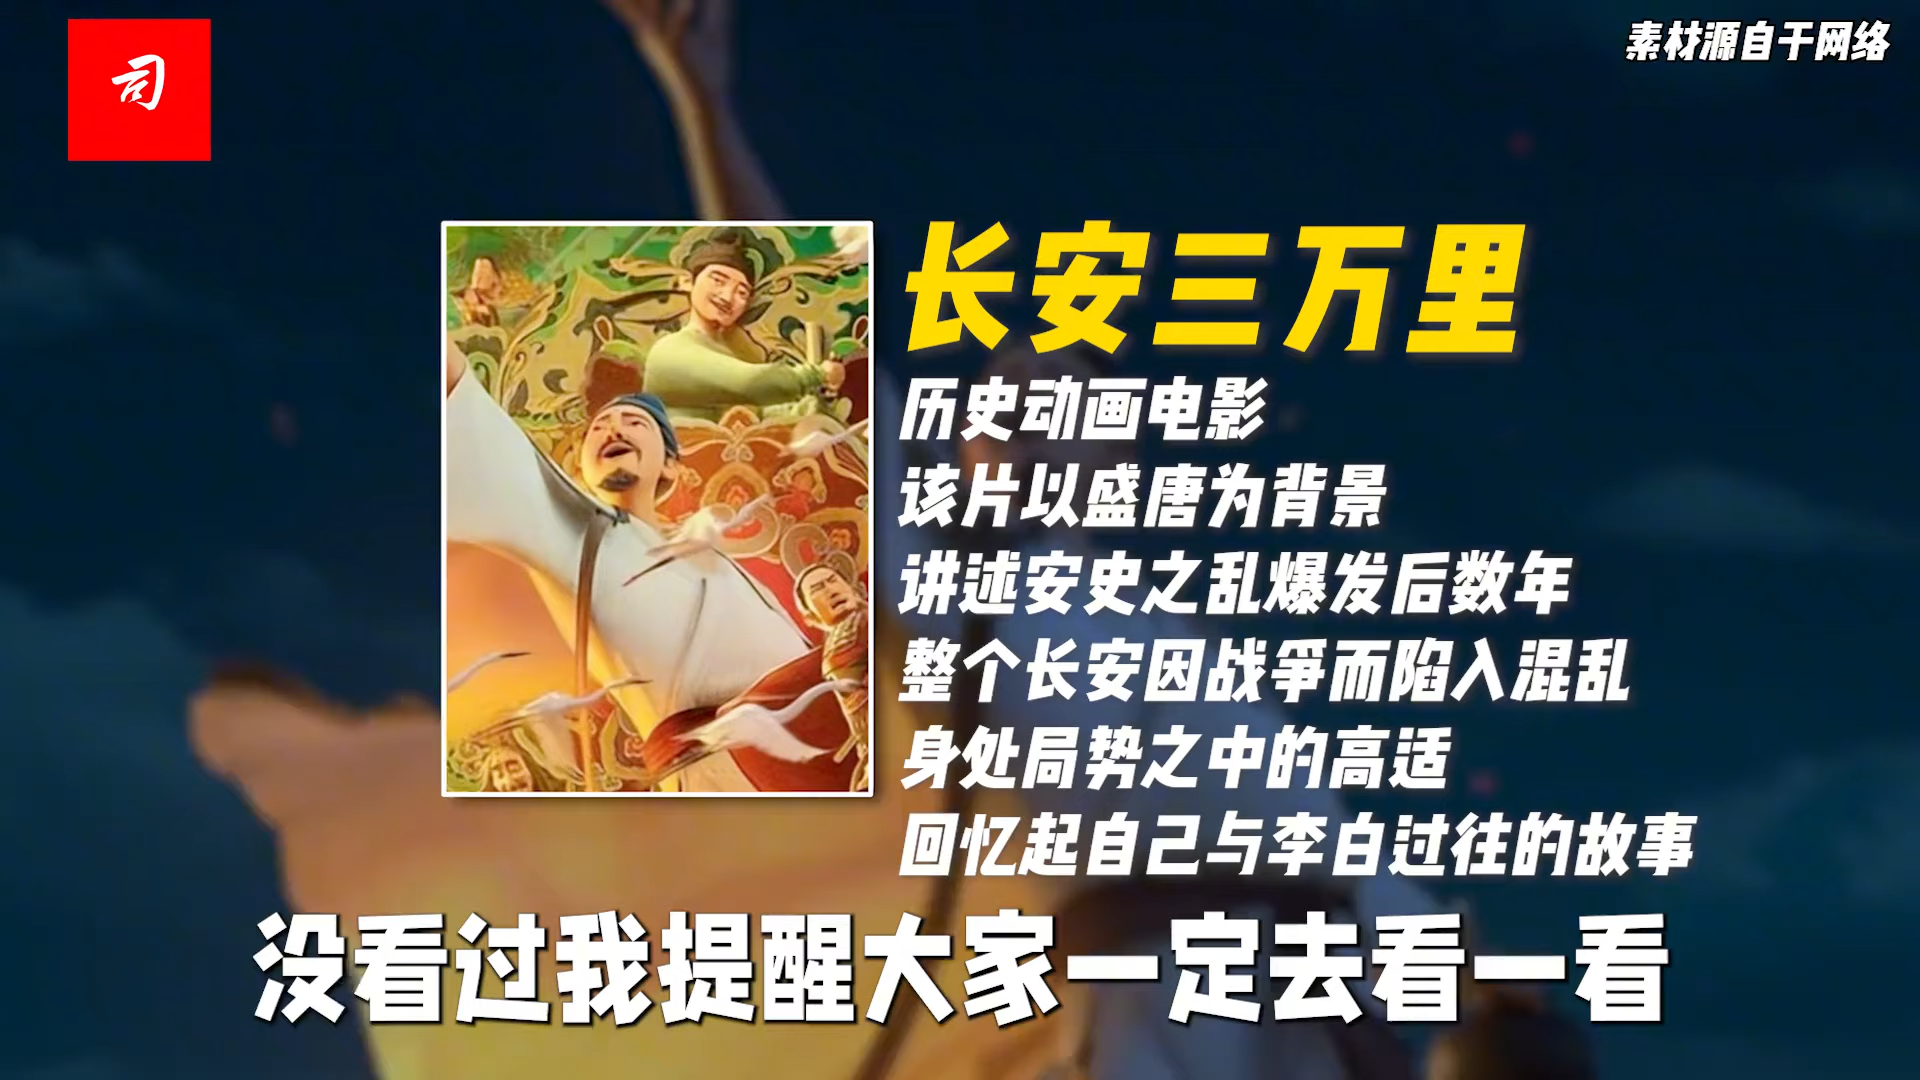 司
素材源自于网络
长安三万里
历史动画电影
该片以盛唐为背景
讲述安史之乱爆发后数年
整个长安因战争而陷入混乱
身处局势之中的高适
回忆起自己与李白过往的故事
没看过我提醒大家一定去看一看